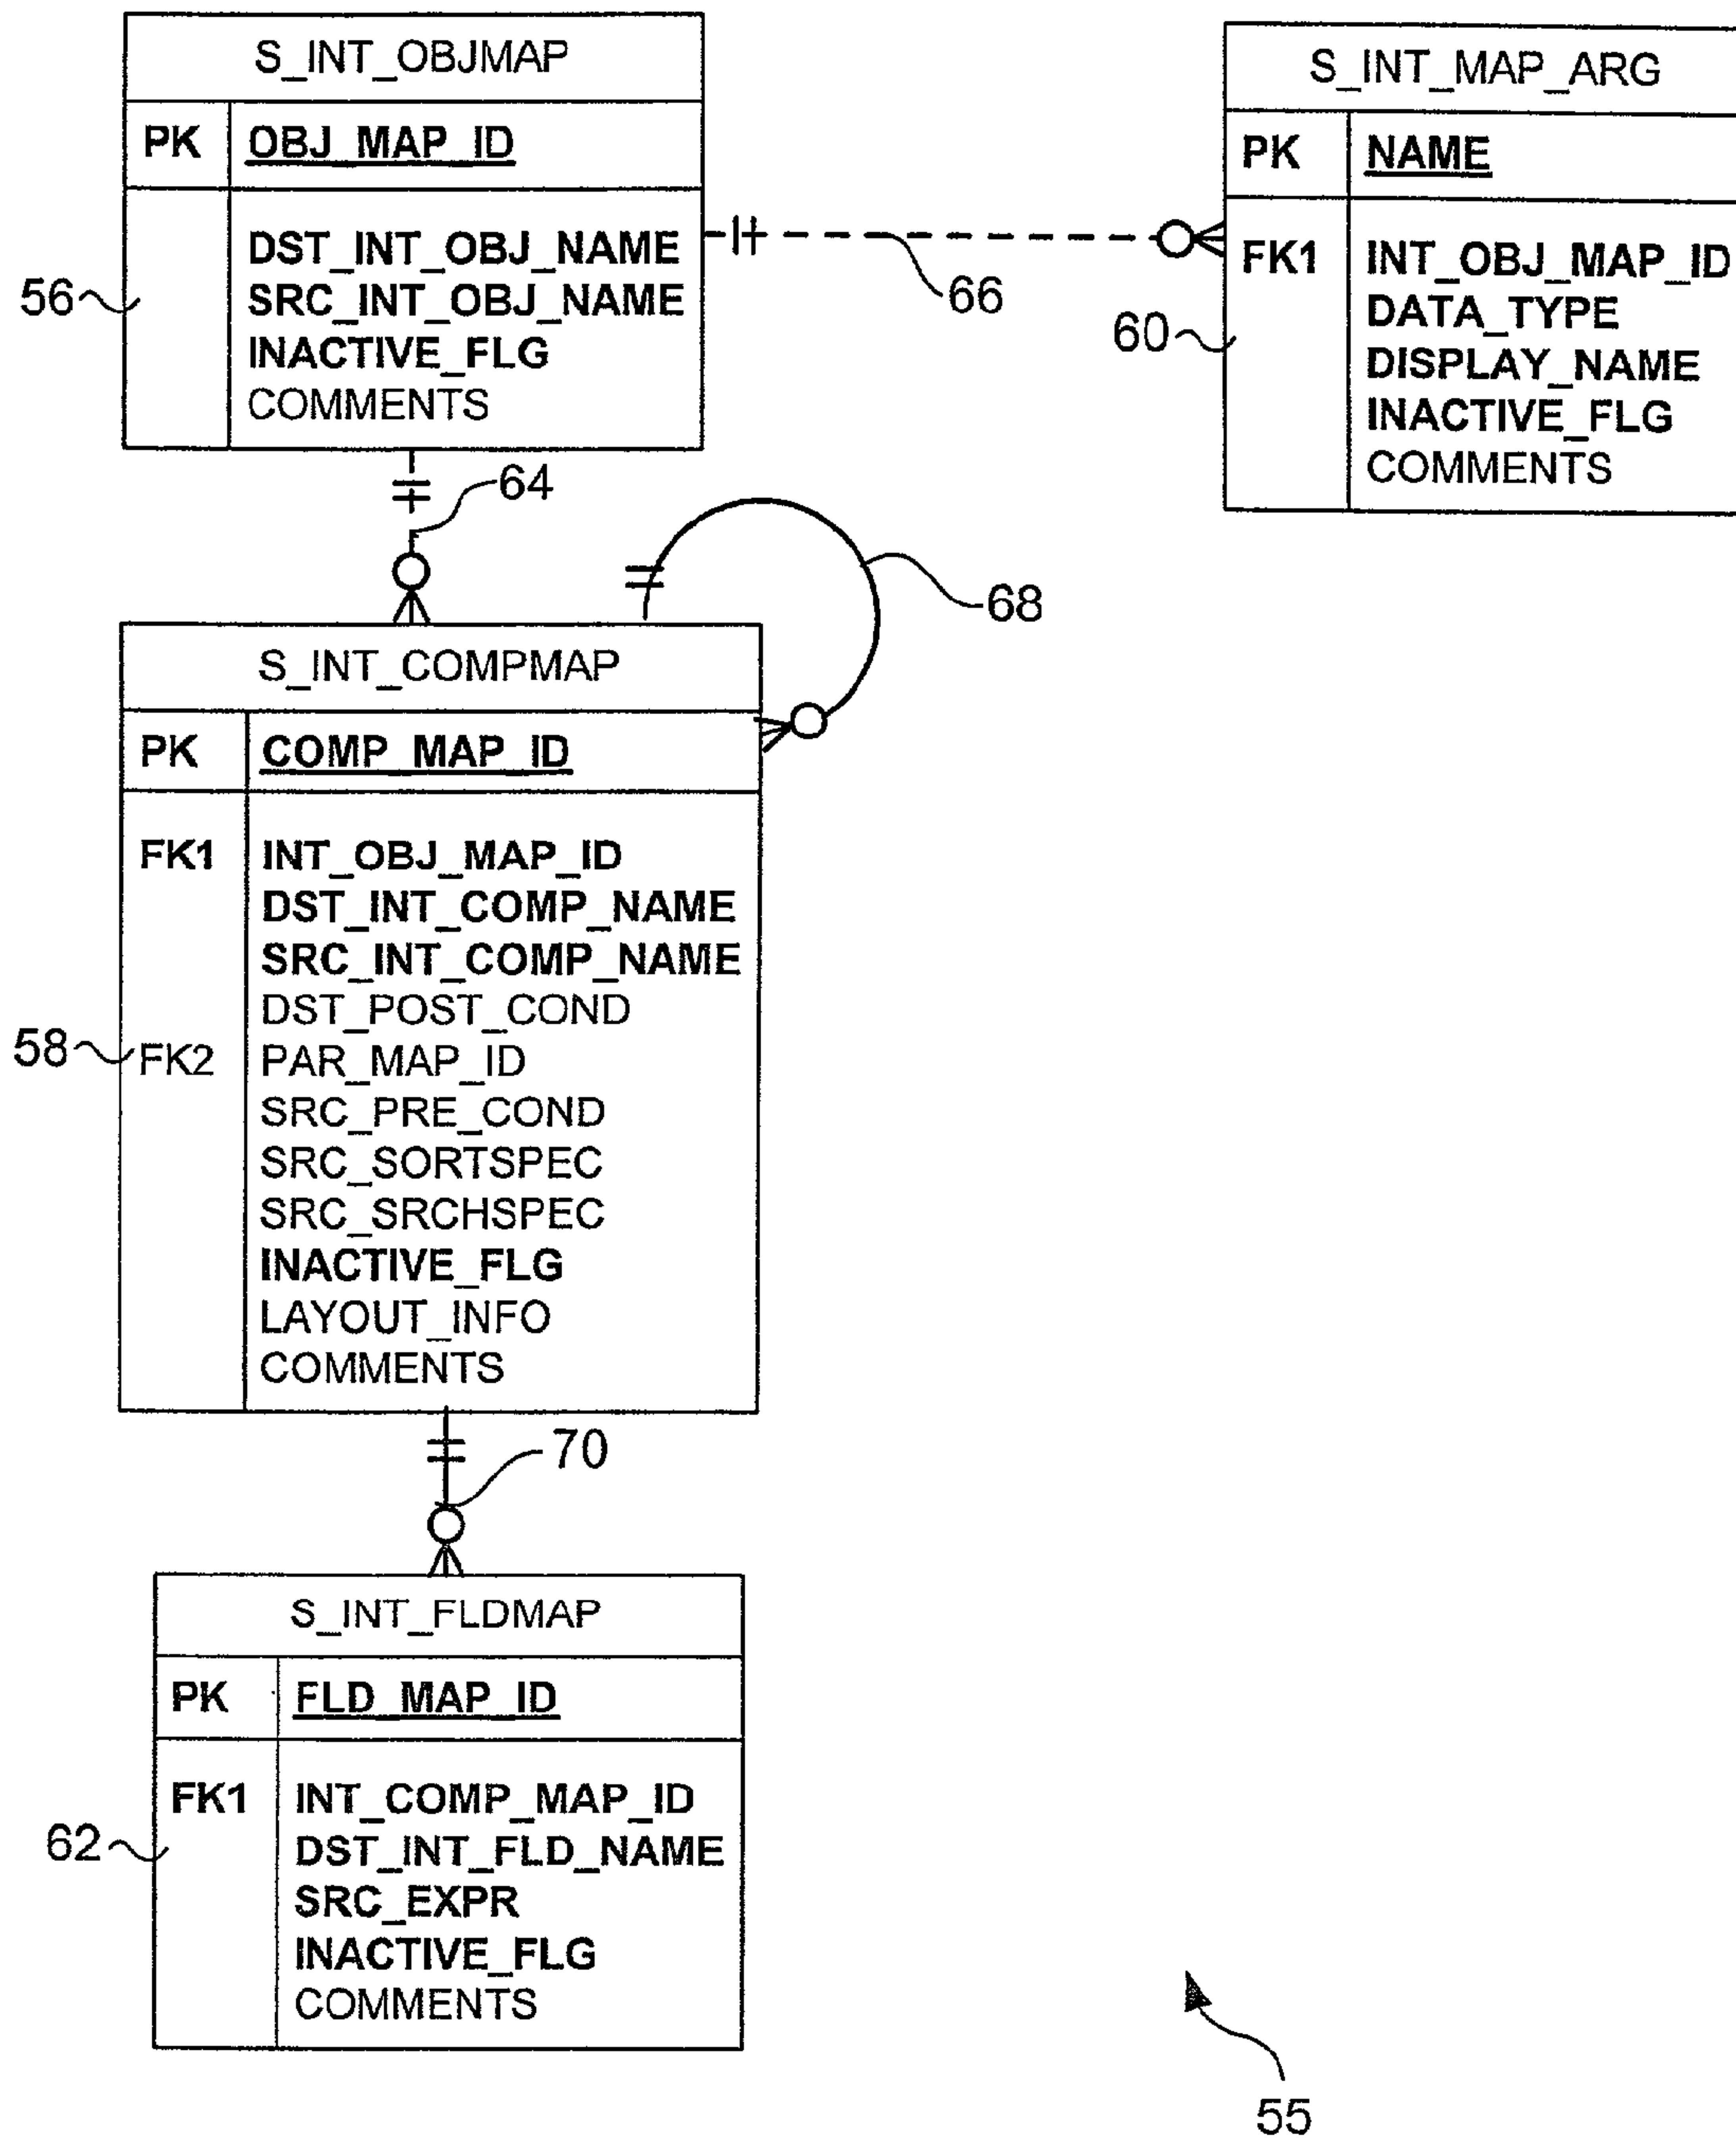 S_INT_OBJMAP
PK OBJ_MAP_ID
DST_INT_OBJ_NAME
SRC_INT_OBJ_NAME
INACTIVE_FLG
COMMENTS
56
S_INT_MAP_ARG
PK NAME
FK1 INT_OBJ_MAP_ID
DATA_TYPE
DISPLAY_NAME
INACTIVE_FLG
COMMENTS
60
66
64
68
S_INT_COMPMAP
PK COMP_MAP_ID
FK1 INT_OBJ_MAP_ID
DST_INT_COMP_NAME
SRC_INT_COMP_NAME
DST_POST_COND
58 FK2 PAR_MAP_ID
SRC_PRE_COND
SRC_SORTSPEC
SRC_SRCHSPEC
INACTIVE_FLG
LAYOUT_INFO
COMMENTS
70
S_INT_FLDMAP
PK FLD_MAP_ID
FK1 INT_COMP_MAP_ID
62 DST_INT_FLD_NAME
SRC_EXPR
INACTIVE_FLG
COMMENTS
55